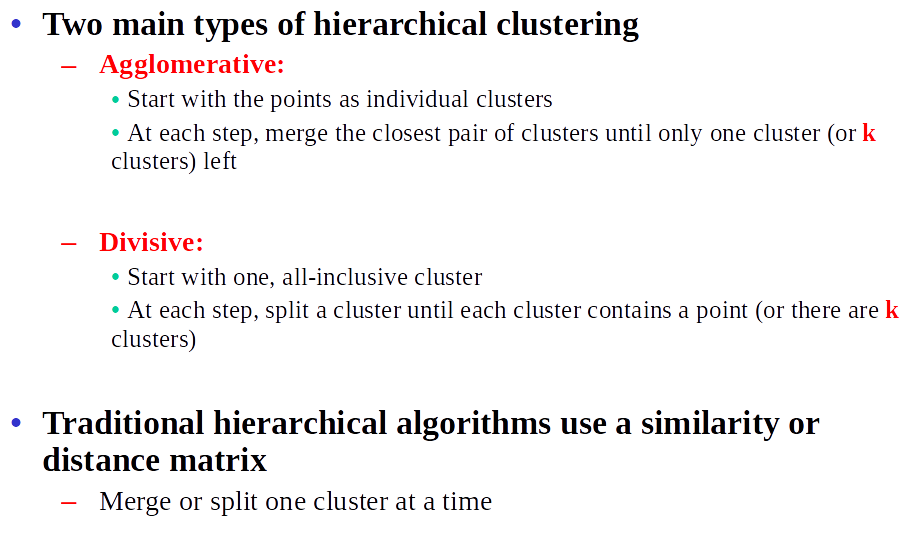 • Two main types of hierarchical clustering
– Agglomerative:
• Start with the points as individual clusters
• At each step, merge the closest pair of clusters until only one cluster (or k
clusters) left
– Divisive:
• Start with one, all-inclusive cluster
• At each step, split a cluster until each cluster contains a point (or there are k
clusters)
• Traditional hierarchical algorithms use a similarity or
distance matrix
– Merge or split one cluster at a time